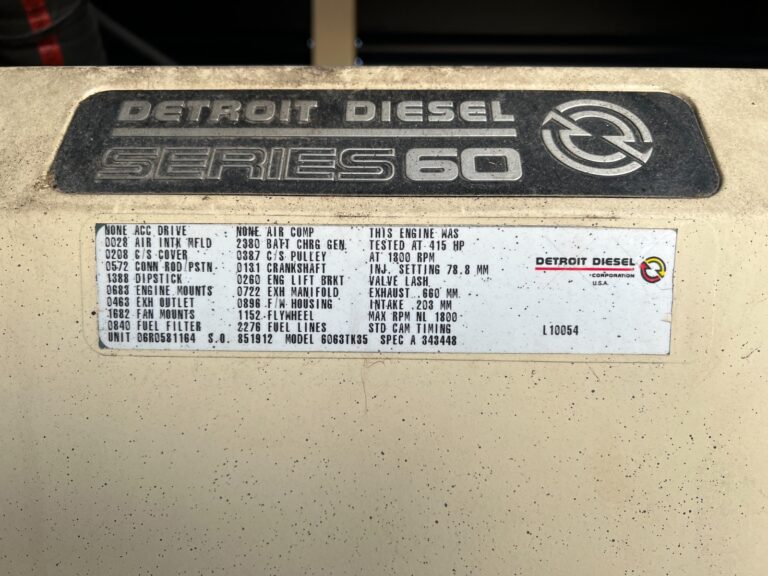 DETROIT DIESEL
SERIES 60
NONE ACC DRIVE NONE AIR COMP THIS ENGINE WAS
0028 AIR INTK MFLD 2380 BATT CHRG GEN TESTED AT 415 HP
0208 C/S COVER 0387 C/S PULLEY AT 1800 RPM
0572 CONN ROD/PSTN 0131 CRANKSHAFT INJ. SETTING 78.8 MM
1388 DIPSTICK 0260 ENG LIFT BRKT VALVE LASH
0683 ENGINE MOUNTS 0722 EXH MANIFOLD EXHAUST .660 MM
0463 EXH OUTLET 0896 F/W HOUSING INTAKE .203 MM
1682 FAN MOUNTS 1152 FLYWHEEL MAX RPM NL 1800
0840 FUEL FILTER 2276 FUEL LINES STD CAM TIMING
UNIT 06R0581164 S.O. 851912 MODEL 6063TK35 SPEC A 343448
DETROIT DIESEL
CORPORATION
U.S.A.
L10054